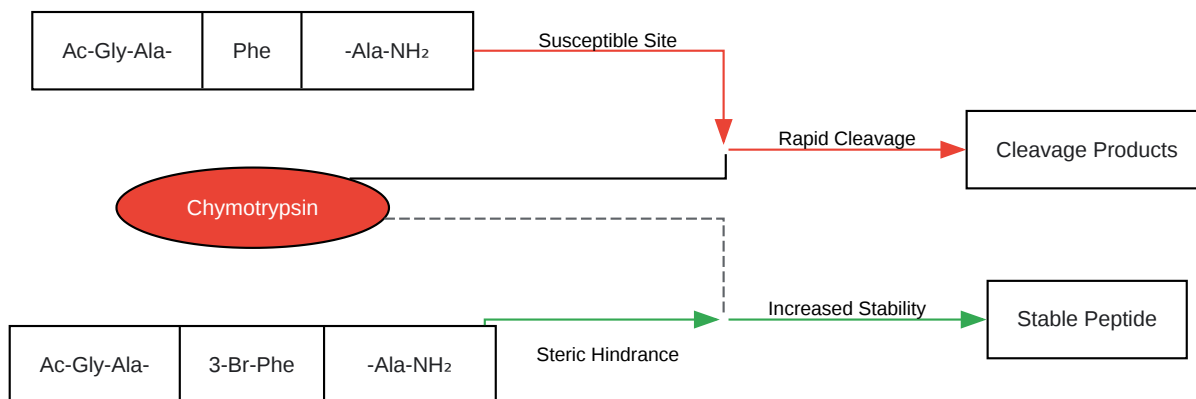 Ac-Gly-Ala- Phe -Ala-NH₂
Susceptible Site
Rapid Cleavage
Cleavage Products
Chymotrypsin
Increased Stability
Stable Peptide
Steric Hindrance
Ac-Gly-Ala- 3-Br-Phe -Ala-NH₂